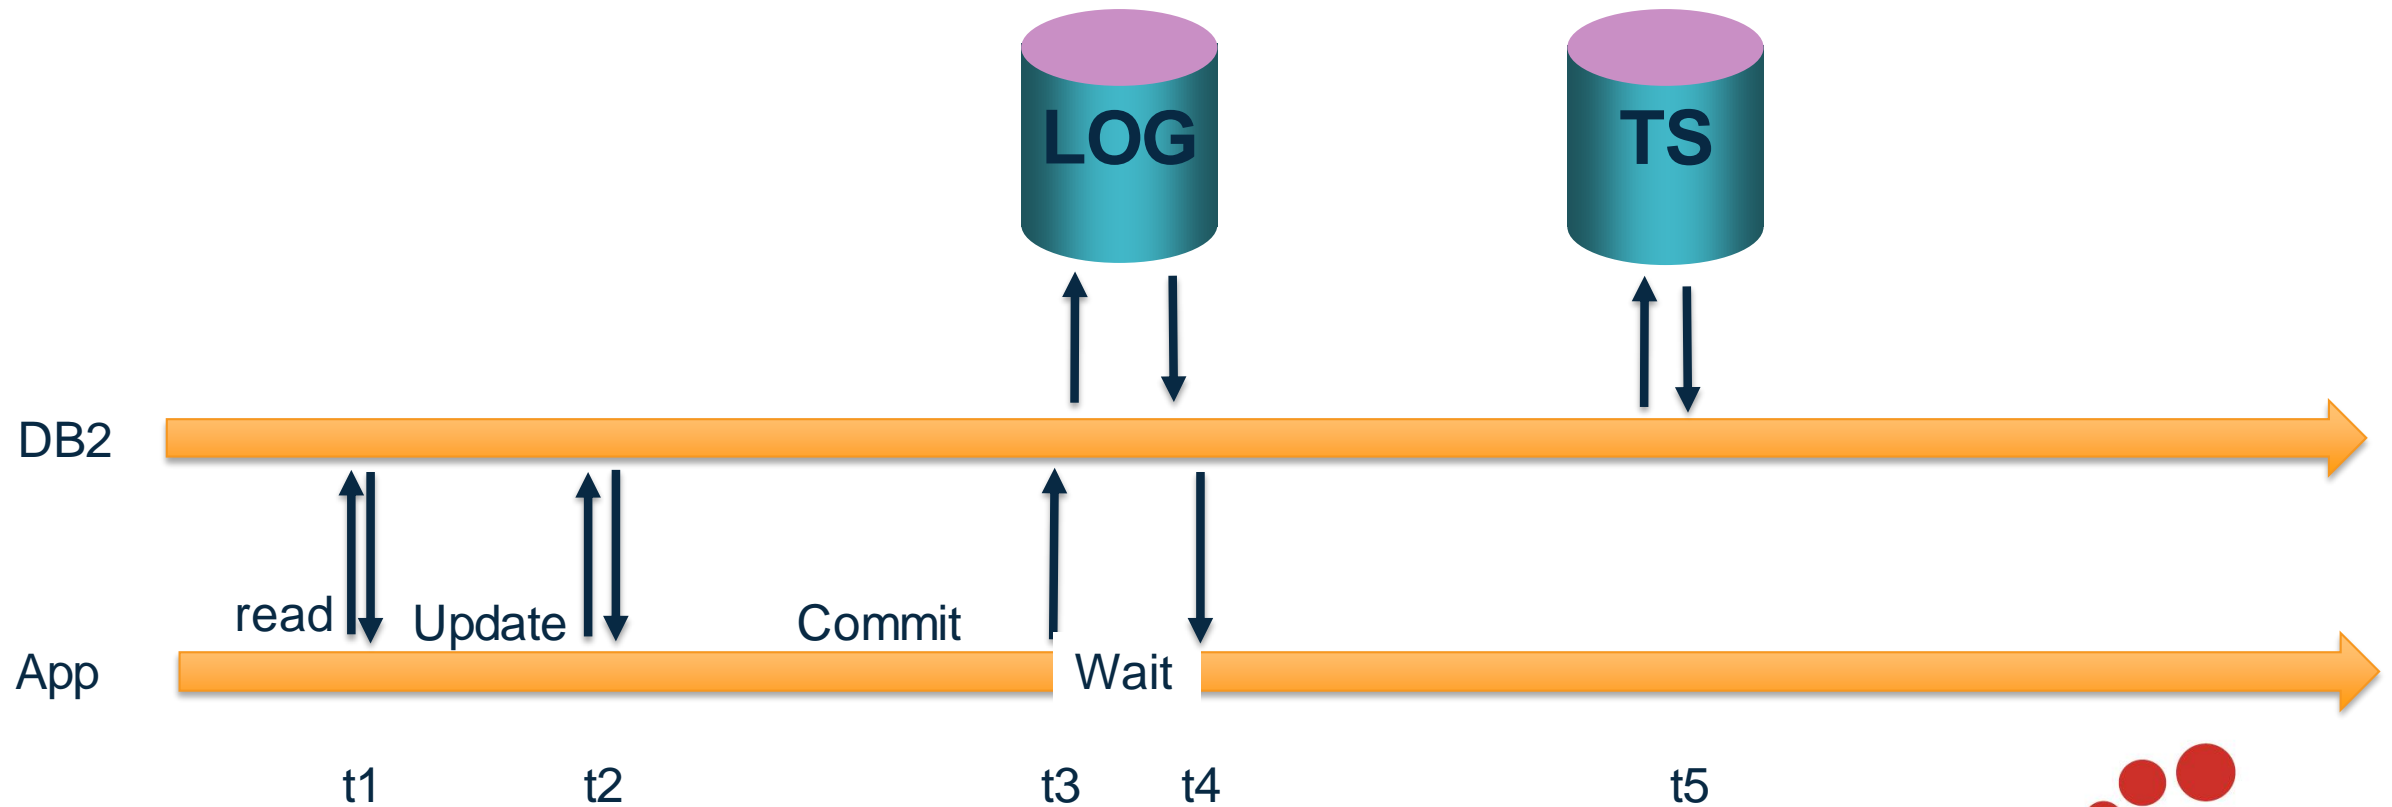 LOG
TS
DB2
read
Update
Commit
App
Wait
t1
t2
t3
t4
t5